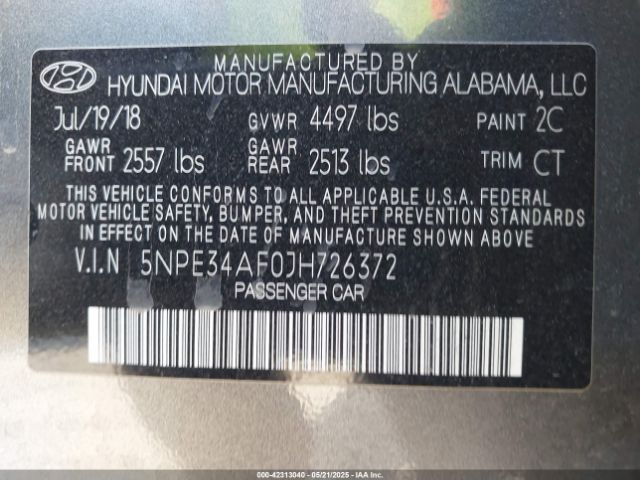 MANUFACTURED BY
HYUNDAI MOTOR MANUFACTURING ALABAMA, LLC
Jul/19/18 GVWR 4497 lbs PAINT 2C
GAWR FRONT 2557 lbs GAWR REAR 2513 lbs TRIM CT
THIS VEHICLE CONFORMS TO ALL APPLICABLE U.S.A. FEDERAL
MOTOR VEHICLE SAFETY, BUMPER, AND THEFT PREVENTION STANDARDS
IN EFFECT ON THE DATE OF MANUFACTURE SHOWN ABOVE.
V.I.N 5NPE34AF0JH726372
PASSENGER CAR
000-42313040 - 05/21/2025 - IAAI.COM